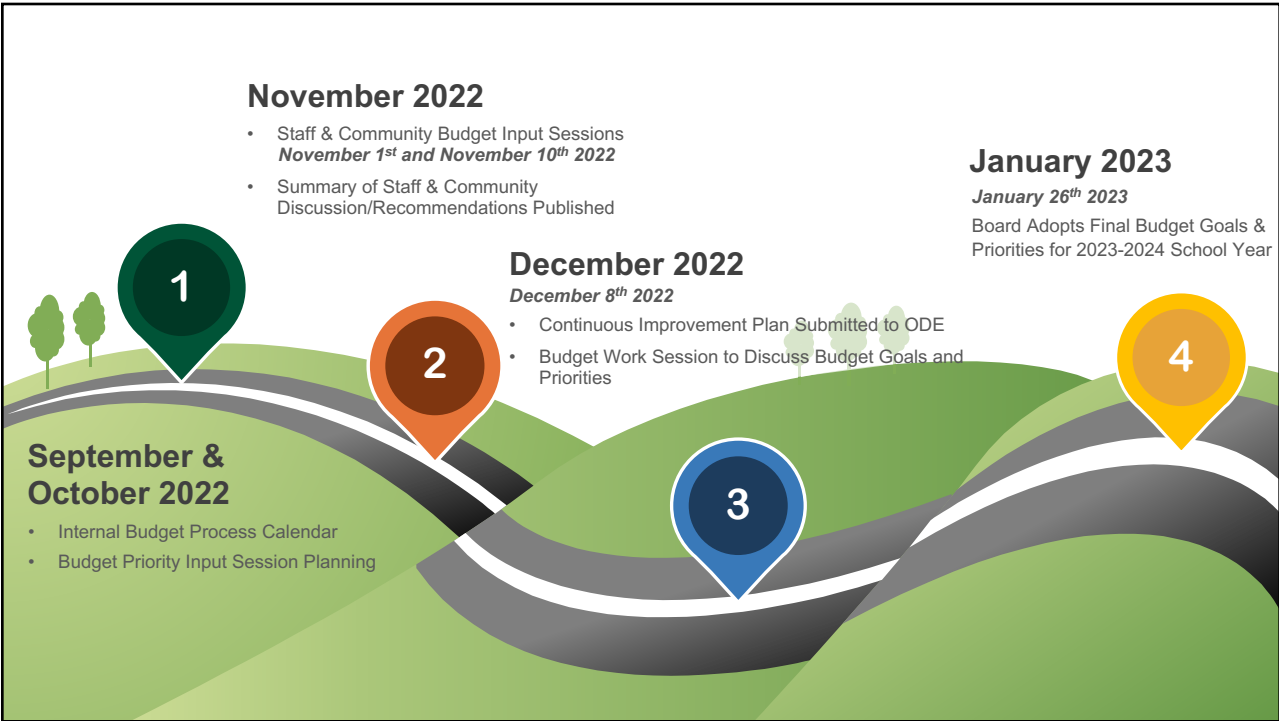 1
September &
October 2022
• Internal Budget Process Calendar
• Budget Priority Input Session Planning
2
November 2022
• Staff & Community Budget Input Sessions
November 1st and November 10th 2022
• Summary of Staff & Community
Discussion/Recommendations Published
3
December 2022
December 8th 2022
• Continuous Improvement Plan Submitted to ODE
• Budget Work Session to Discuss Budget Goals and
Priorities
4
January 2023
January 26th 2023
Board Adopts Final Budget Goals &
Priorities for 2023-2024 School Year